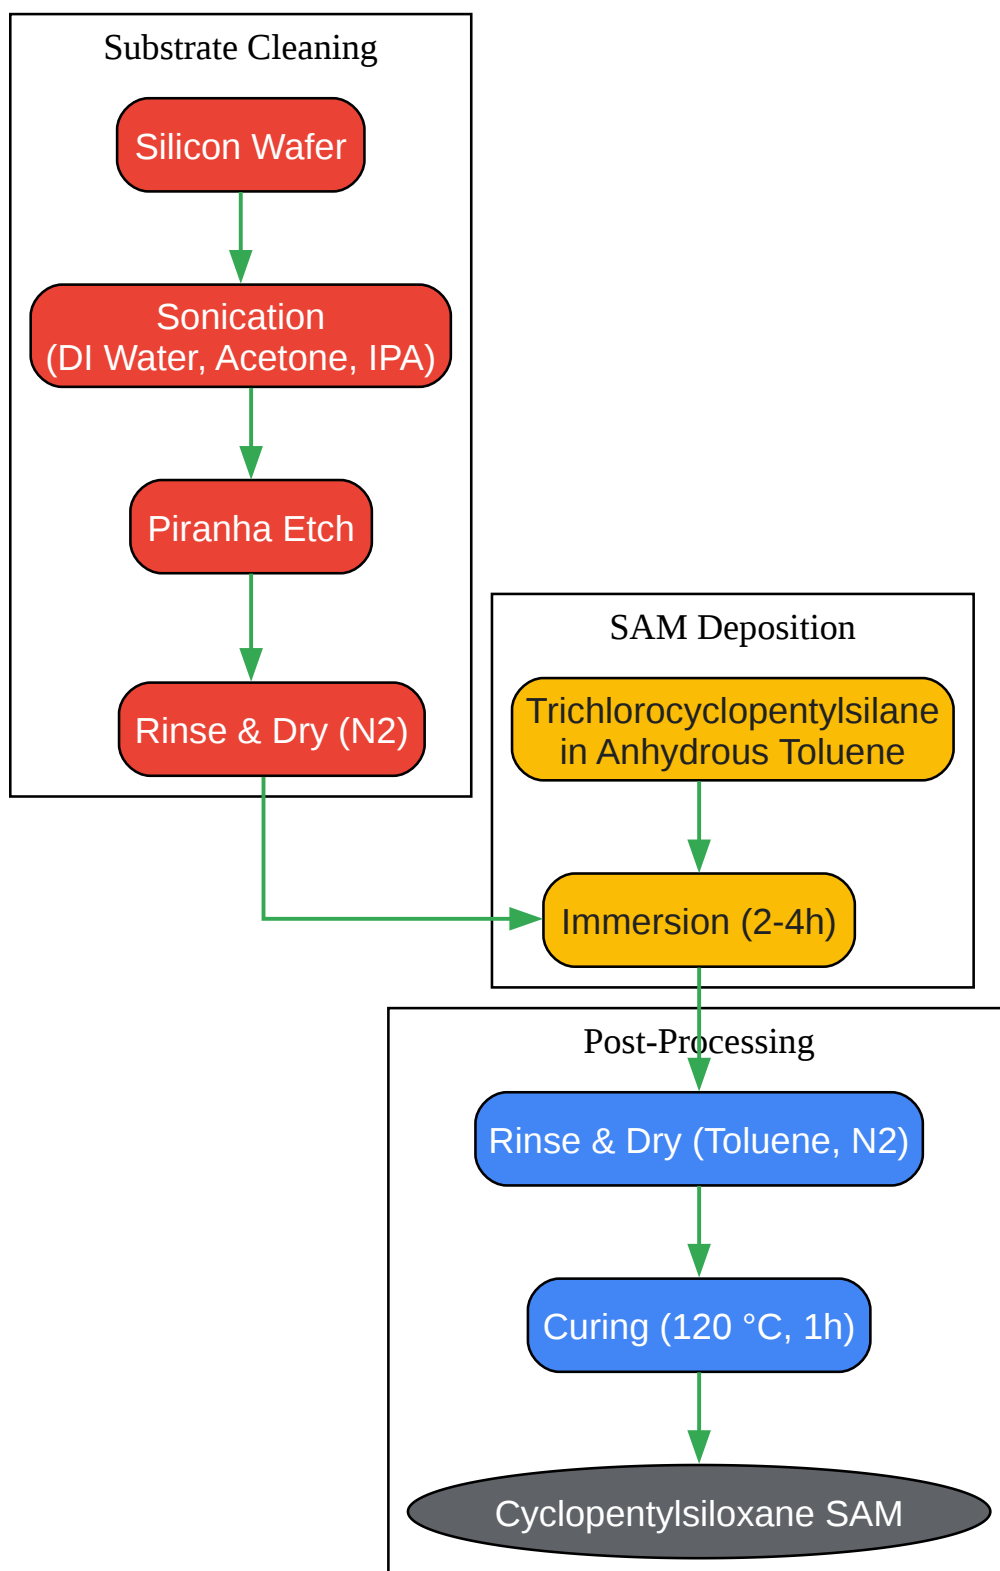 Substrate Cleaning
Silicon Wafer
Sonication
(DI Water, Acetone, IPA)
Piranha Etch
Rinse & Dry (N2)
SAM Deposition
Trichlorocyclopentylsilane
in Anhydrous Toluene
Immersion (2-4h)
Post-Processing
Rinse & Dry (Toluene, N2)
Curing (120 °C, 1h)
Cyclopentylsiloxane SAM